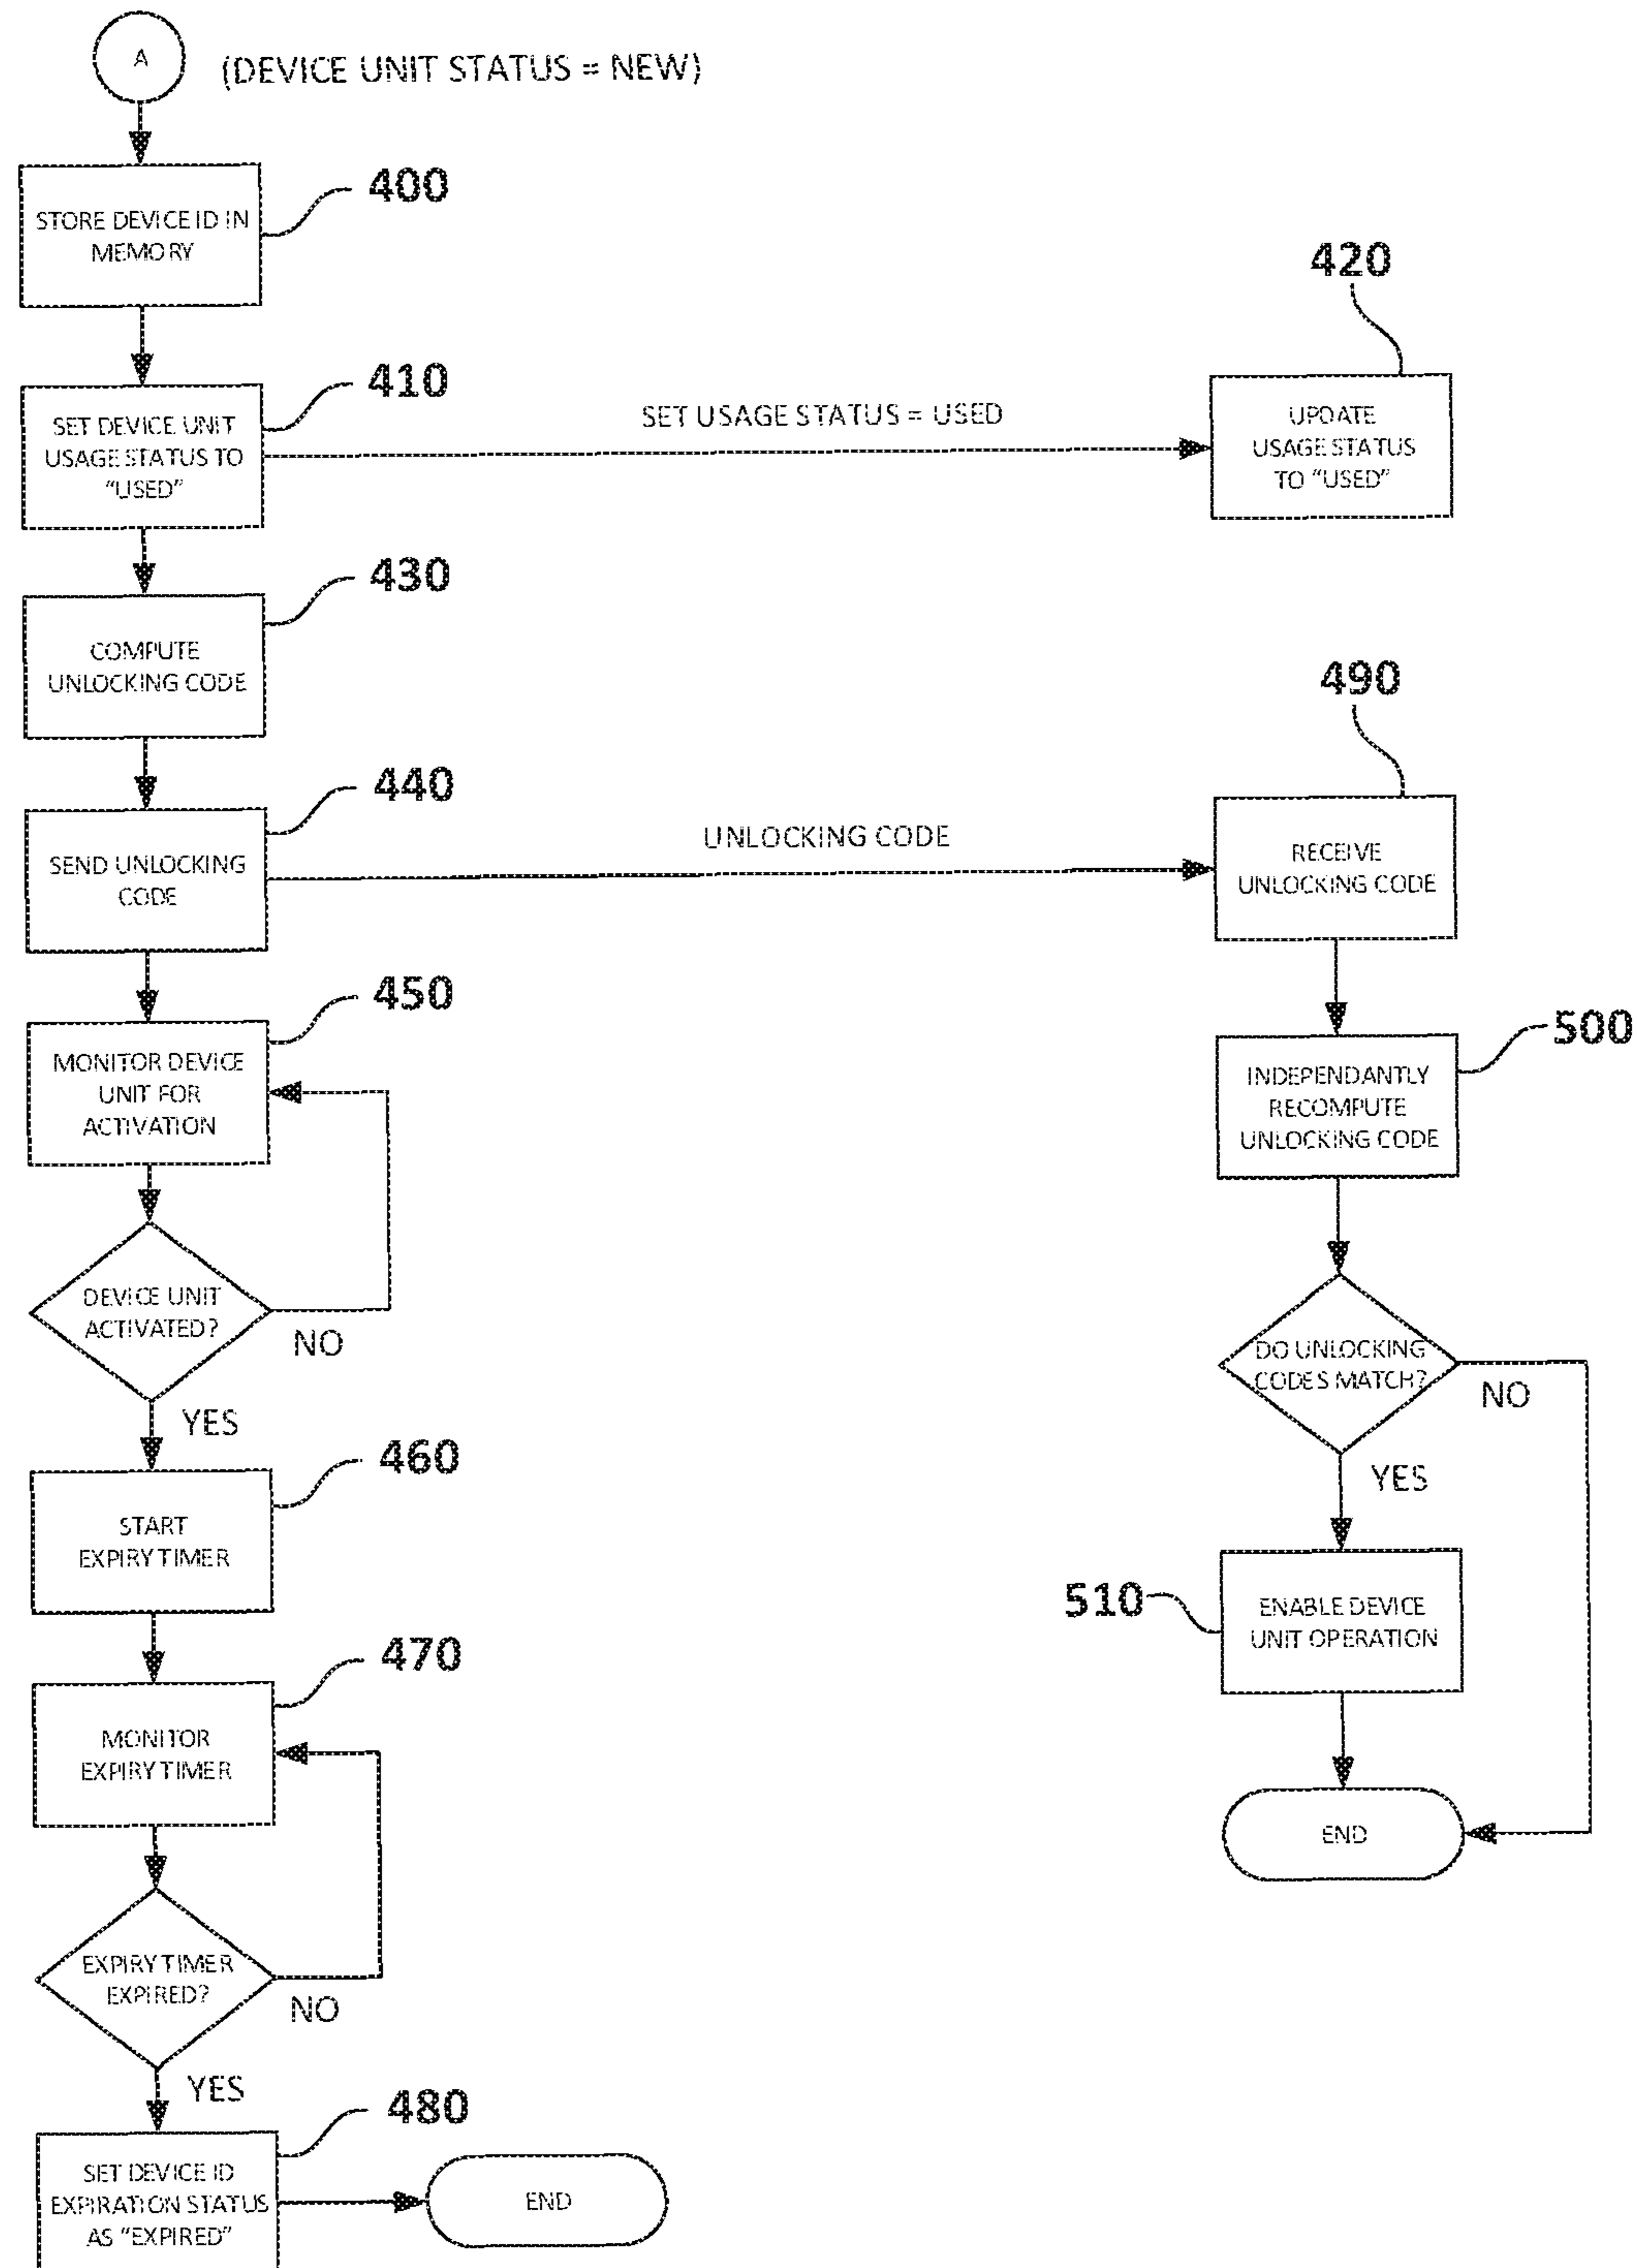 A
(DEVICE UNIT STATUS = NEW)
400
STORE DEVICE ID IN
MEMORY
420
410
SET DEVICE UNIT
USAGE STATUS TO
“USED”
SET USAGE STATUS = USED
UPDATE
USAGE STATUS
TO “USED”
430
COMPUTE
UNLOCKING CODE
490
440
SEND UNLOCKING
CODE
UNLOCKING CODE
RECEIVE
UNLOCKING CODE
450
MONITOR DEVICE
UNIT FOR
ACTIVATION
500
INDEPENDANTLY
RECOMPUTE
UNLOCKING CODE
DEVICE UNIT
ACTIVATED?
NO
YES
DO UNLOCKING
CODES MATCH?
NO
YES
460
START
EXPIRY TIMER
510
ENABLE DEVICE
UNIT OPERATION
470
MONITOR
EXPIRY TIMER
END
EXPIRY TIMER
EXPIRED?
NO
YES
480
SET DEVICE ID
EXPIRATION STATUS
AS “EXPIRED”
END